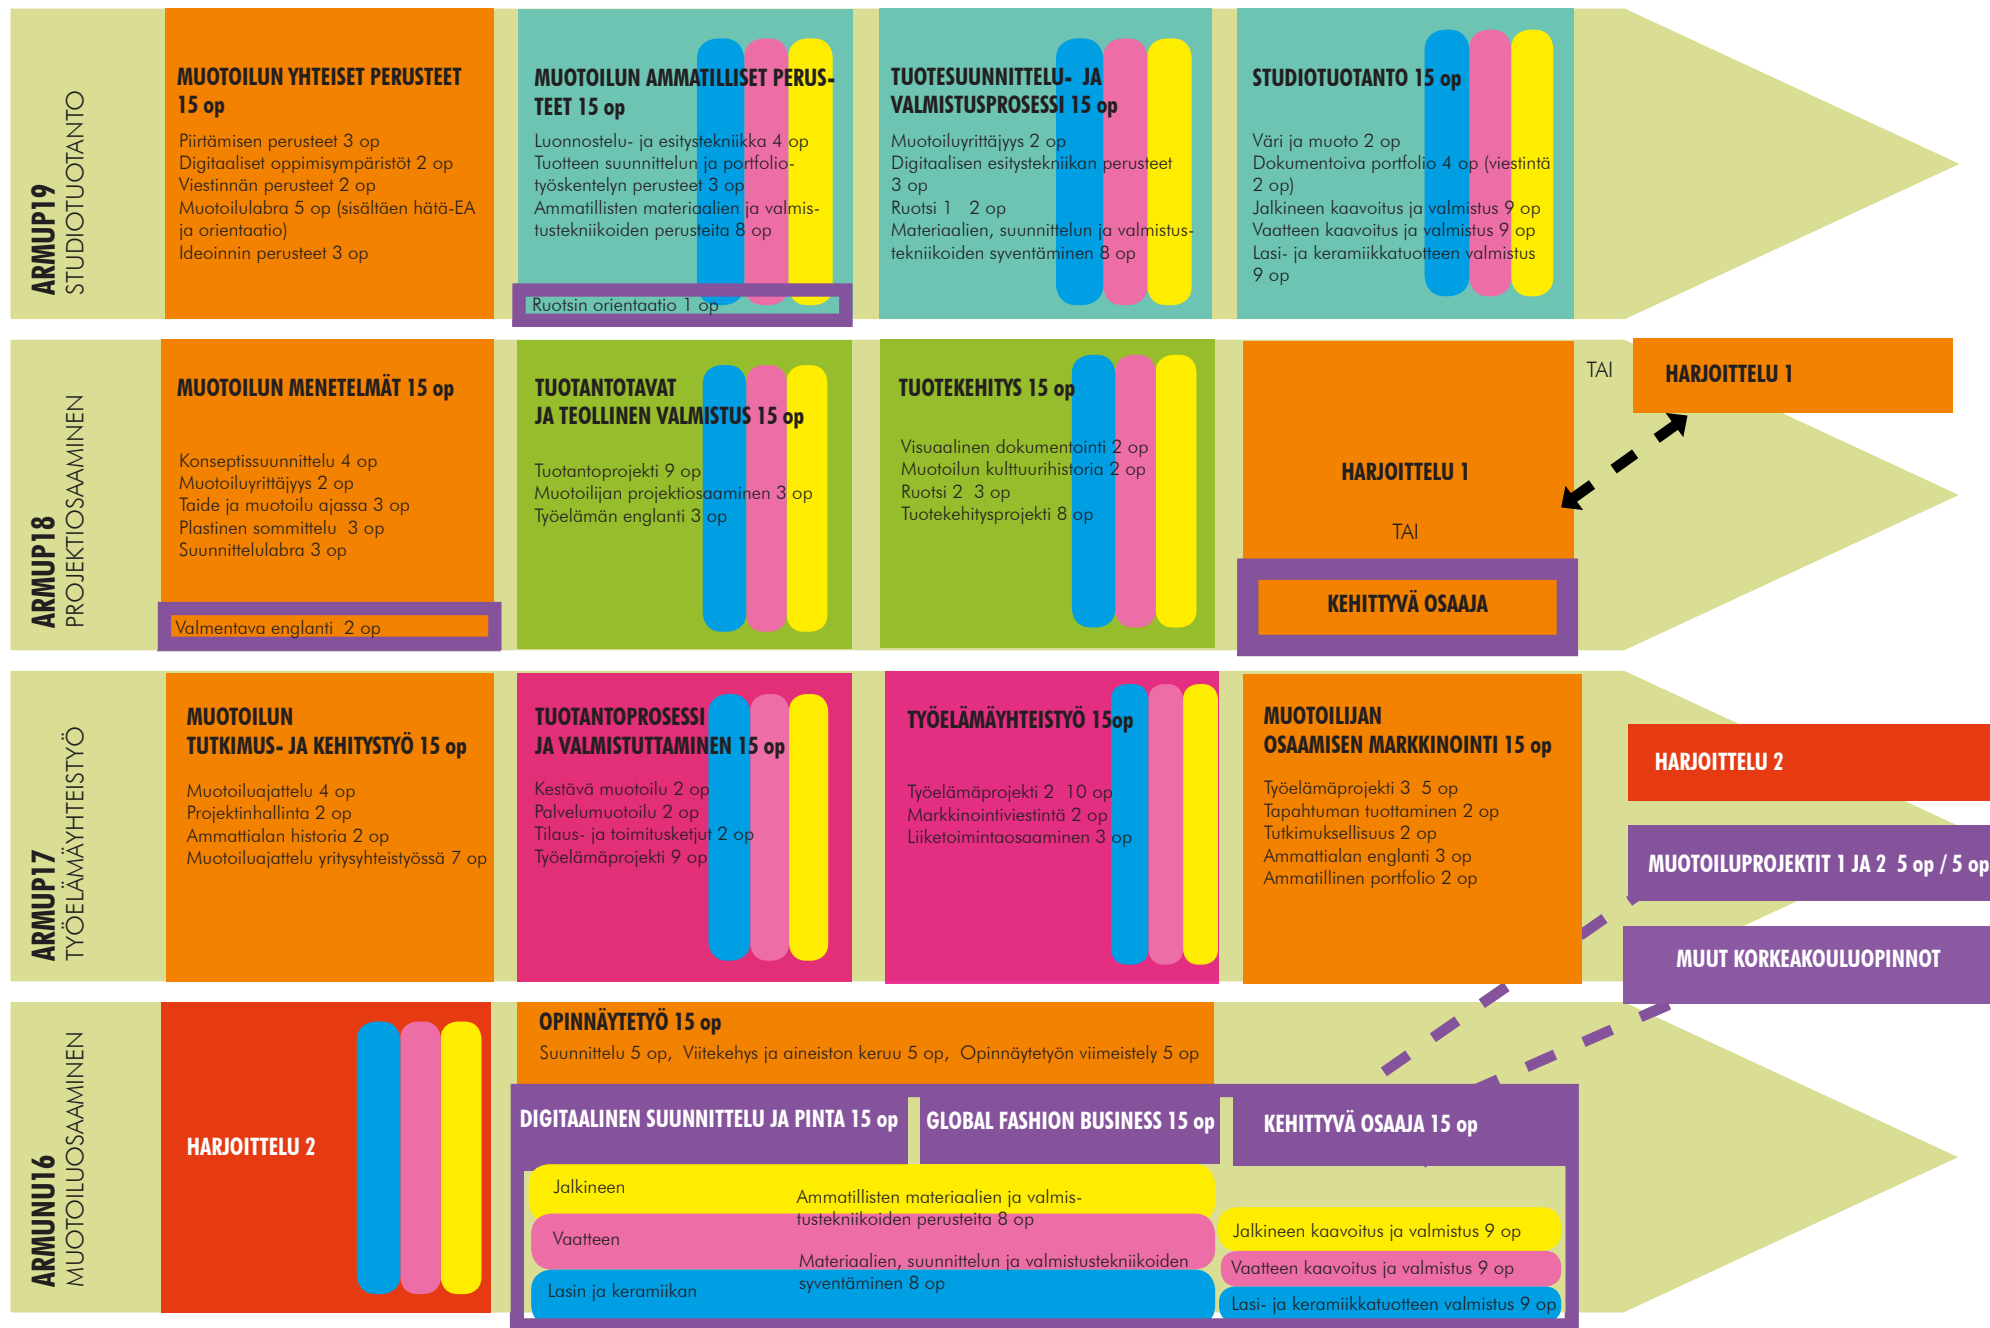 ARMUP19
STUDIOTUOTANTO
MUOTOILUN YHTEISET PERUSTEET
15 op
Piirtämisen perusteet 3 op
Digitaaliset oppimisympäristöt 2 op
Viestinnän perusteet 2 op
Muotoilulabra 5 op (sisältäen hätä-EA
ja orientaatio)
Ideoinnin perusteet 3 op
MUOTOILUN AMMATILLISET PERUS-
TEET 15 op
Luonnostelu- ja esitystekniikka 4 op
Tuotteen suunnittelun ja portfolio-
työskentelyn perusteet 3 op
Ammatillisten materiaalien ja valmis-
tustekniikoiden perusteita 8 op
Ruotsin orientaatio 1 op
TUOTESUUNNITTELU- JA
VALMISTUSPROSESSI 15 op
Muotoiluyrittäjyys 2 op
Digitaalisen esitystekniikan perusteet
3 op
Ruotsi 1 2 op
Materiaalien, suunnittelun ja valmistus-
tekniikoiden syventäminen 8 op
STUDIOTUOTANTO 15 op
Väri ja muoto 2 op
Dokumentoiva portfolio 4 op (viestintä
2 op)
Jalkineen kaavoitus ja valmistus 9 op
Vaatteen kaavoitus ja valmistus 9 op
Lasi- ja keramiikkatuotteen valmistus
9 op
ARMUP18
PROJEKTIOSAAMINEN
MUOTOILUN MENETELMÄT 15 op
Konseptissuunnittelu 4 op
Muotoiluyrittäjyys 2 op
Taide ja muotoilu ajassa 3 op
Plastinen sommittelu 3 op
Suunnittelulabra 3 op
Valmentava englanti 2 op
TUOTANTOTAVAT
JA TEOLLINEN VALMISTUS 15 op
Tuotantoprojekti 9 op
Muotoilijan projektiosaaminen 3 op
Työelämän englanti 3 op
TUOTEKEHITYS 15 op
Visuaalinen dokumentointi 2 op
Muotoilun kulttuurihistoria 2 op
Ruotsi 2 3 op
Tuotekehitysprojekti 8 op
HARJOITTELU 1
TAI
KEHITTYVÄ OSAAJA
TAI
HARJOITTELU 1
ARMUP17
TYÖELÄMÄYHTEISTYÖ
MUOTOILUN
TUTKIMUS- JA KEHITYSTYÖ 15 op
Muotoiluajattelu 4 op
Projektinhallinta 2 op
Ammattialan historia 2 op
Muotoiluajattelu yritysyhteistyössä 7 op
TUOTANTOPROSESSI
JA VALMISTUTTAMINEN 15 op
Kestävä muotoilu 2 op
Palvelumuotoilu 2 op
Tilaus- ja toimitusketjut 2 op
Työelämäprojekti 9 op
TYÖELÄMÄYHTEISTYÖ 15op
Työelämäprojekti 2 10 op
Markkinointiviestintä 2 op
Liiketoimintaosaaminen 3 op
MUOTOILIJAN
OSAAMISEN MARKKINOINTI 15 op
Työelämäprojekti 3 5 op
Tapahtuman tuottaminen 2 op
Tutkimuksellisuus 2 op
Ammattialan englanti 3 op
Ammatillinen portfolio 2 op
HARJOITTELU 2
MUOTOILUPROJEKTIT 1 JA 2 5 op / 5 op
MUUT KORKEAKOULUOPINNOT
ARMUNU16
MUOTOILUOSAAMINEN
HARJOITTELU 2
OPINNÄYTETYÖ 15 op
Suunnittelu 5 op, Viitekehys ja aineiston keruu 5 op, Opinnäytetyön viimeistely 5 op
DIGITAALINEN SUUNNITTELU JA PINTA 15 op
GLOBAL FASHION BUSINESS 15 op
KEHITTYVÄ OSAAJA 15 op
Jalkineen
Vaatteen
Lasin ja keramiikan
Ammatillisten materiaalien ja valmis-
tustekniikoiden perusteita 8 op
Materiaalien, suunnittelun ja valmistustekniikoiden
syventäminen 8 op
Jalkineen kaavoitus ja valmistus 9 op
Vaatteen kaavoitus ja valmistus 9 op
Lasi- ja keramiikkatuotteen valmistus 9 op